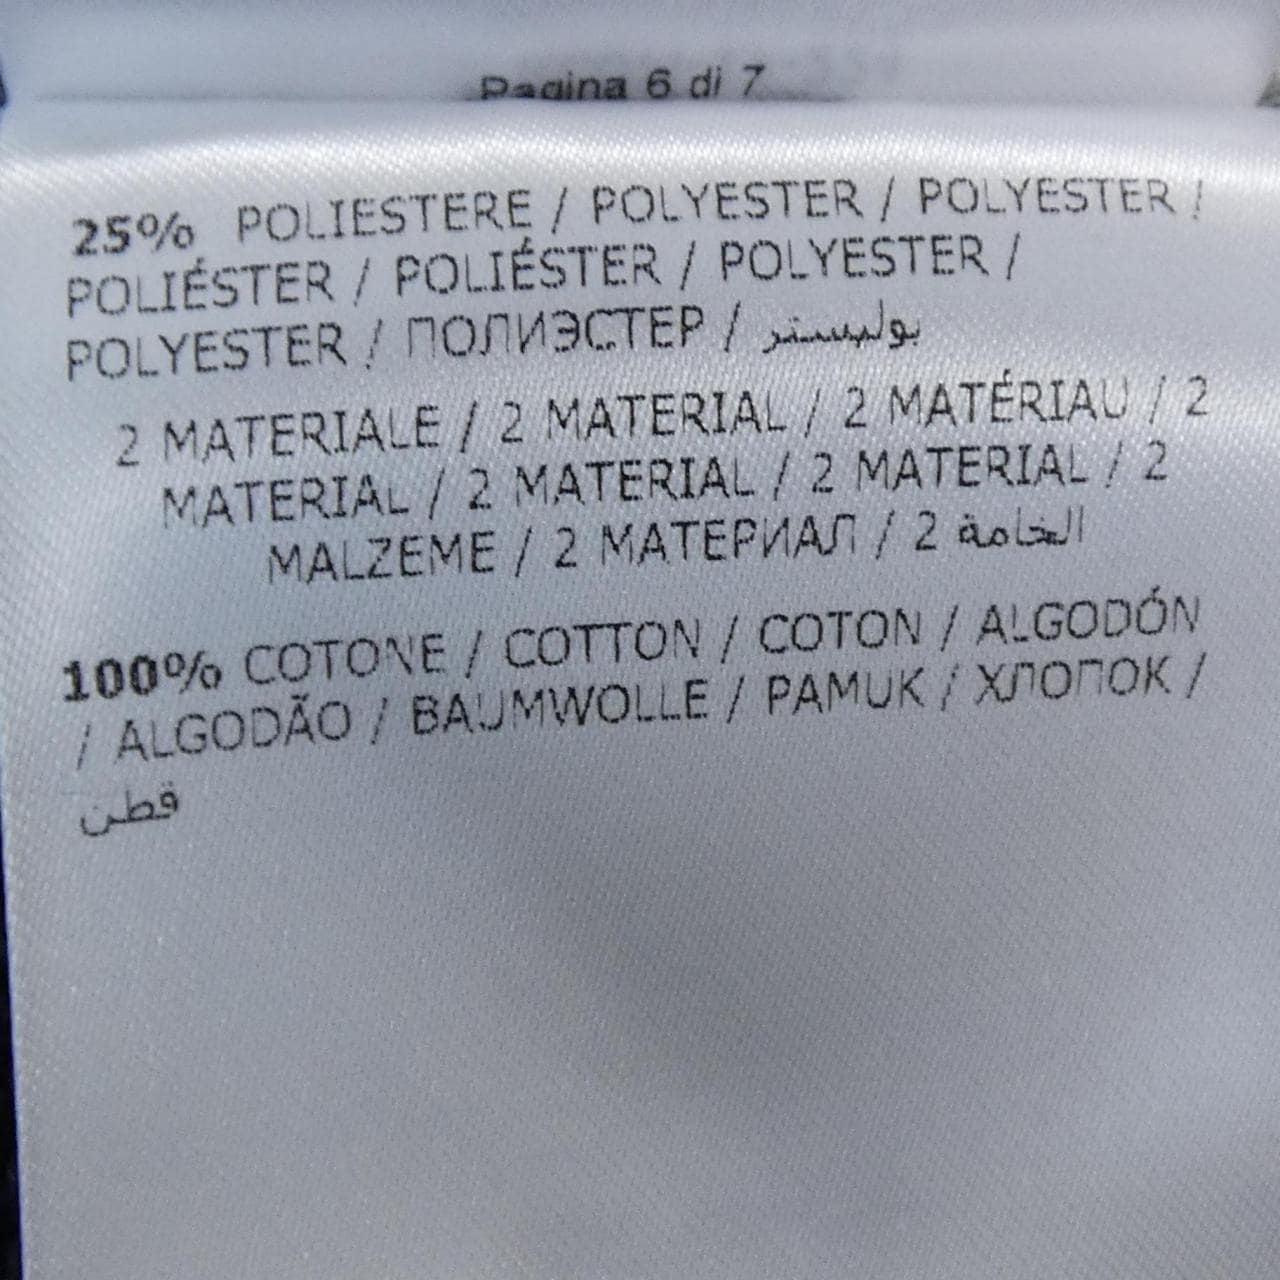 Pagina 6 di 7
25% POLIESTERE / POLYESTER / POLYESTER /
POLIÉSTER / POLIÉSTER / POLYESTER /
POLYESTER / ПОЛИЭСТЕР / بوليستر
2 MATERIALE / 2 MATERIAL / 2 MATÉRIAU / 2
MATERIAL / 2 MATERIAL / 2 MATERIAL / 2
MALZEME / 2 МАТЕРИАЛ / 2 الخامة
100% COTONE / COTTON / COTON / ALGODÓN
/ ALGODÃO / BAUMWOLLE / PAMUK / ХЛОПОК /
قطن